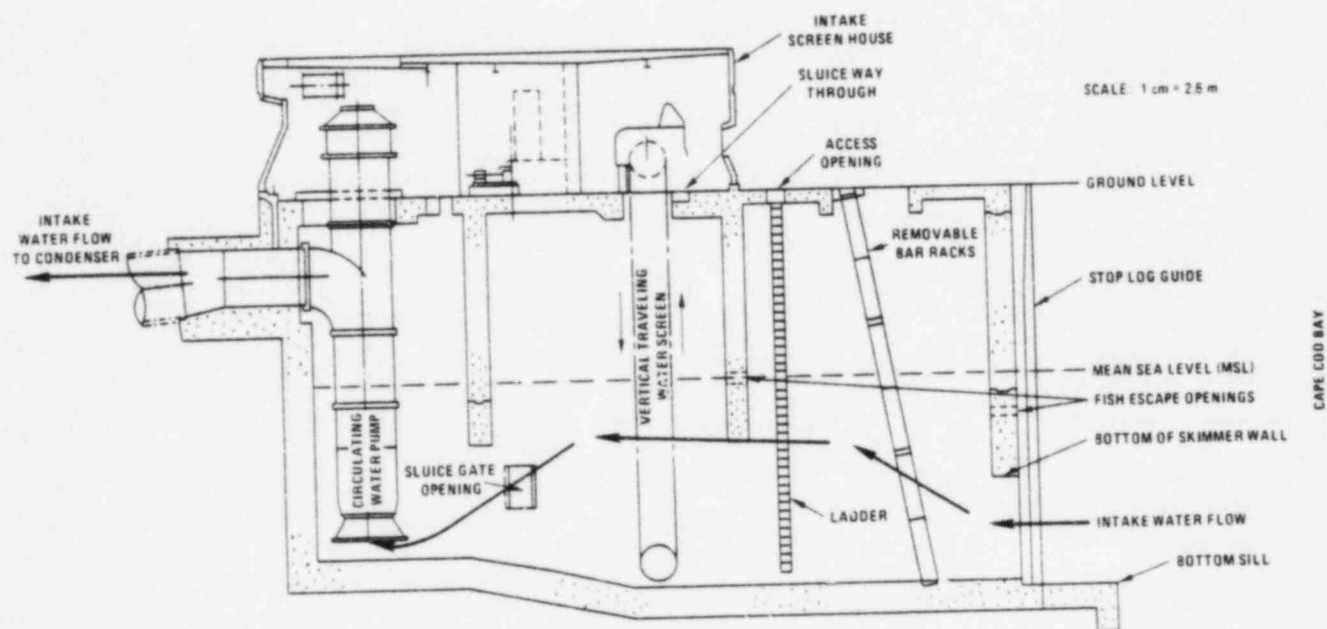 INTAKE
SCREEN HOUSE
SLUICE WAY
THROUGH
SCALE: 1 cm = 2.6 m
ACCESS
OPENING
GROUND LEVEL
INTAKE
WATER FLOW
TO CONDENSER
REMOVABLE
BAR RACKS
STOP LOG GUIDE
VERTICAL TRAVELING
WATER SCREEN
CAPE COD BAY
MEAN SEA LEVEL (MSL)
FISH ESCAPE OPENINGS
BOTTOM OF SKIMMER WALL
CIRCULATING
WATER PUMP
SLUICE GATE
OPENING
LADDER
INTAKE WATER FLOW
BOTTOM SILL